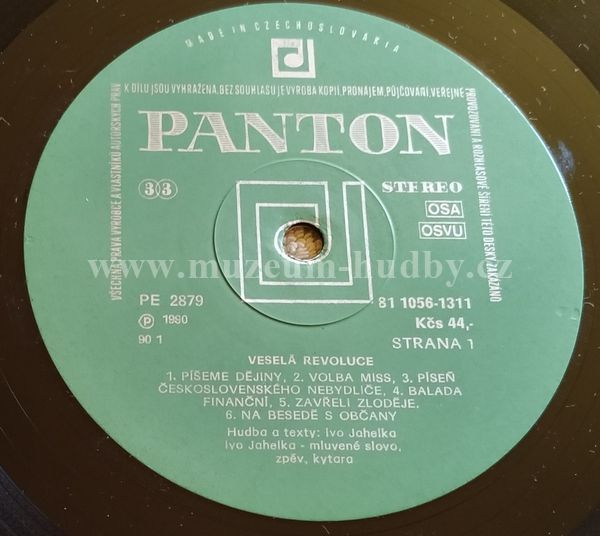 MADE IN CZECHOSLOVAKIA
VŠECHNA PRÁVA VÝROBCE A VLASTNÍKŮ AUTORSKÝCH PRÁV
K DÍLU JSOU VYHRAŽENA. BEZ SOUHLASU JE VÝROBA KOPIÍ, PRONÁJEM, PŮJČOVÁNÍ, VEŘEJNÉ
PROVOZOVÁNÍ A ROZHLASOVÉ ŠÍŘENÍ TÉTO DESKY ZAKÁZÁNO
PANTON
33
STEREO
OSA
OSVU
www.muzeum-hudby.cz
PE 2879
81 1056-1311
℗ 1990
Kčs 44,-
90 1
STRANA 1
VESELÁ REVOLUCE
1. PÍŠEME DĚJINY, 2. VOLBA MISS, 3. PÍSEŇ
ČESKOSLOVENSKÉHO NEBYDLIČE, 4. BALADA
FINANČNÍ, 5. ZAVŘELI ZLODĚJE,
6. NA BESEDĚ S OBČANY
Hudba a texty: Ivo Jahelka
Ivo Jahelka - mluvené slovo,
zpěv, kytara